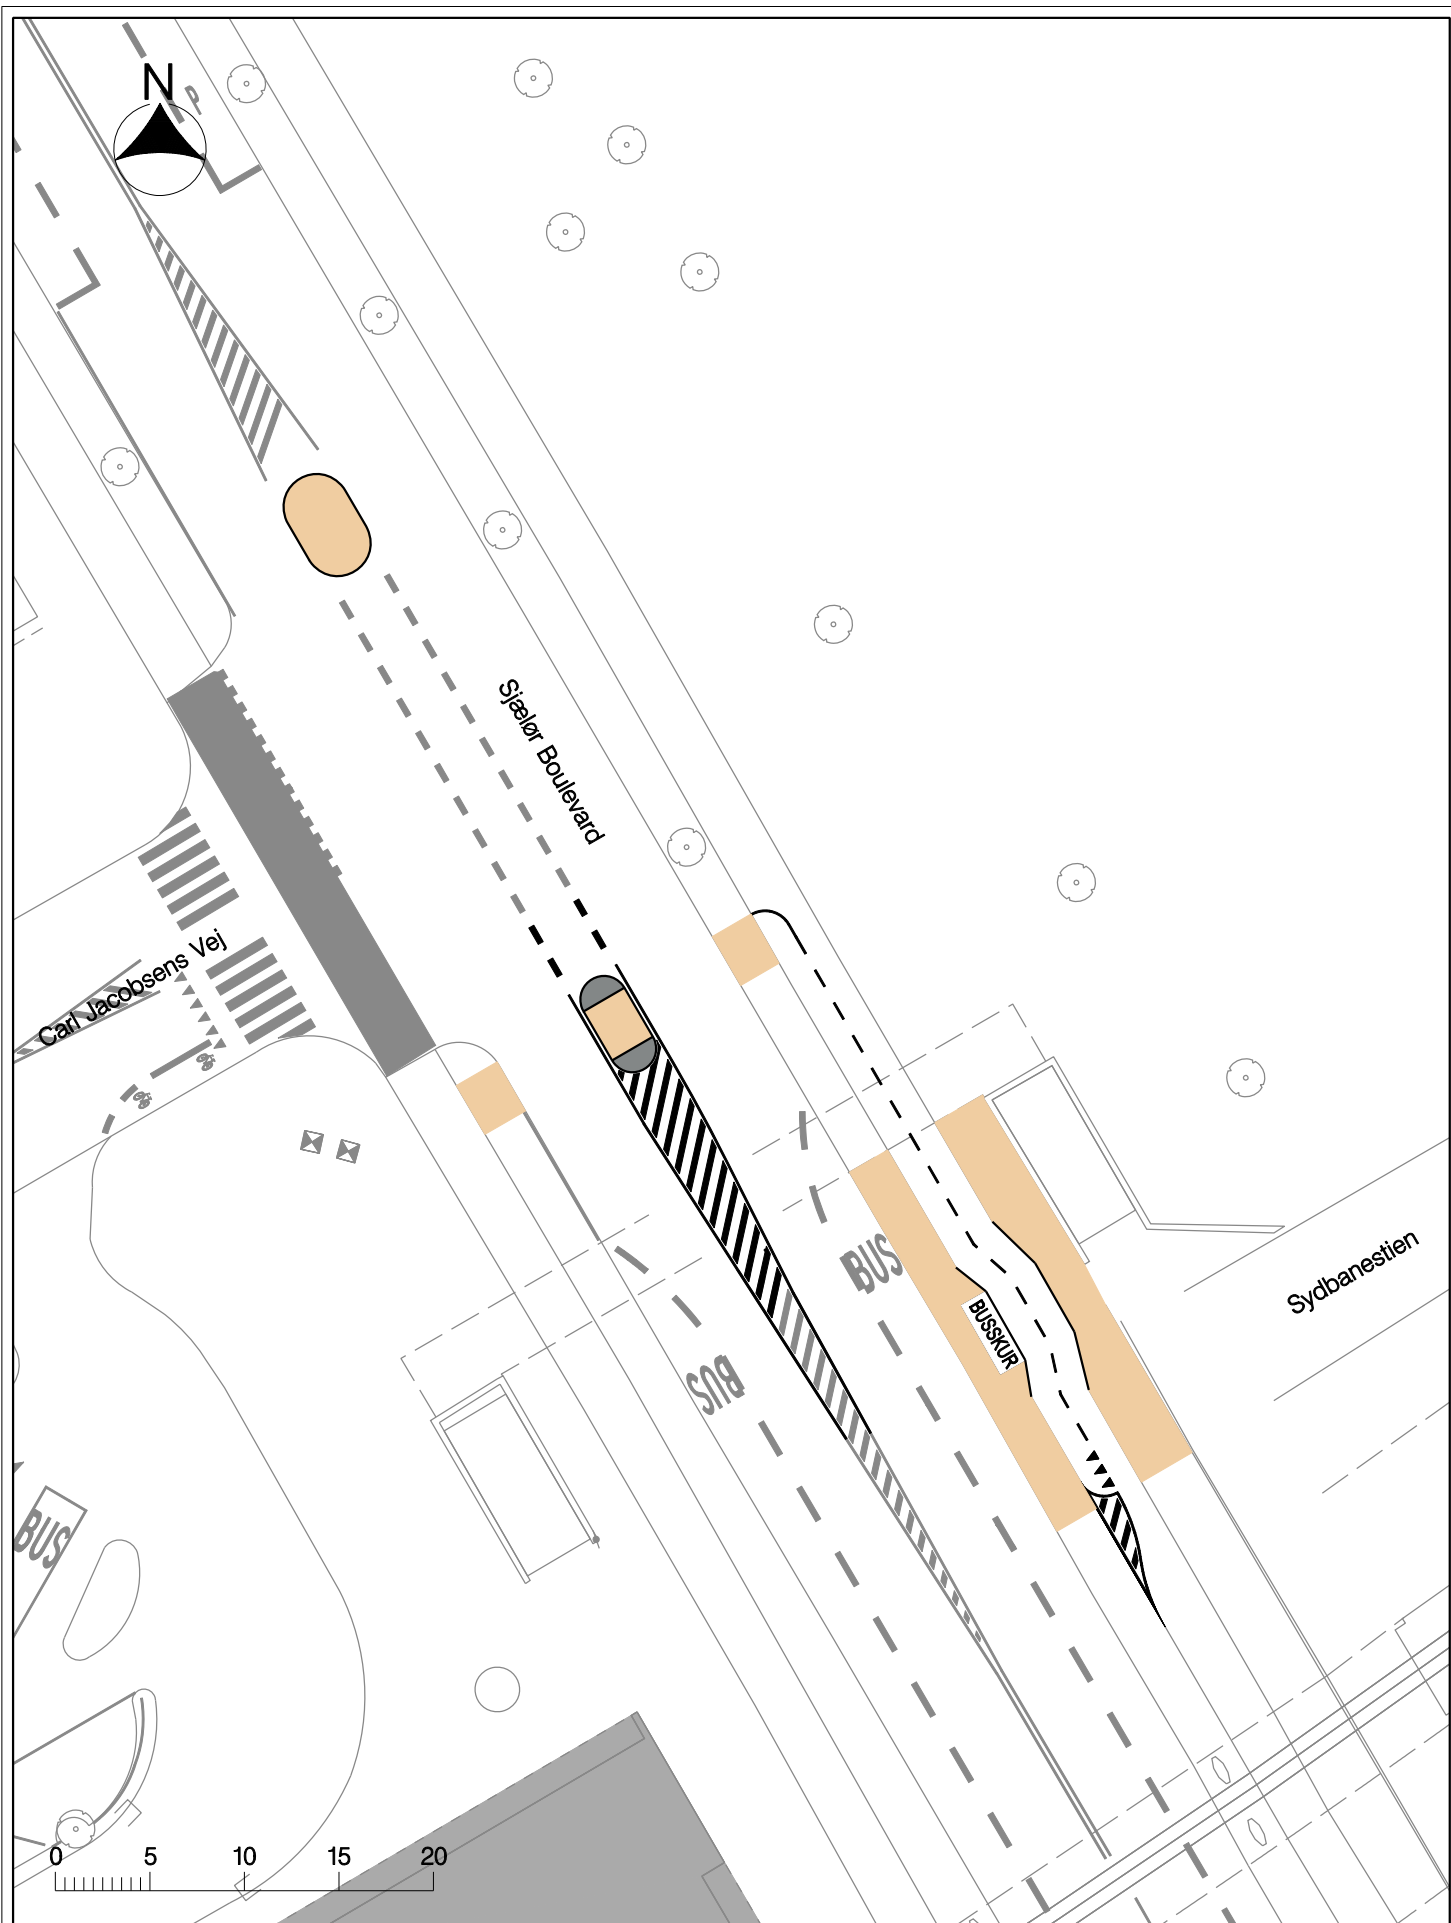 N
P
Sjælør Boulevard
Carl Jacobsens Vej
BUS
BUSSKUR
Sydbanestien
BUS
BUS
0 5 10 15 20